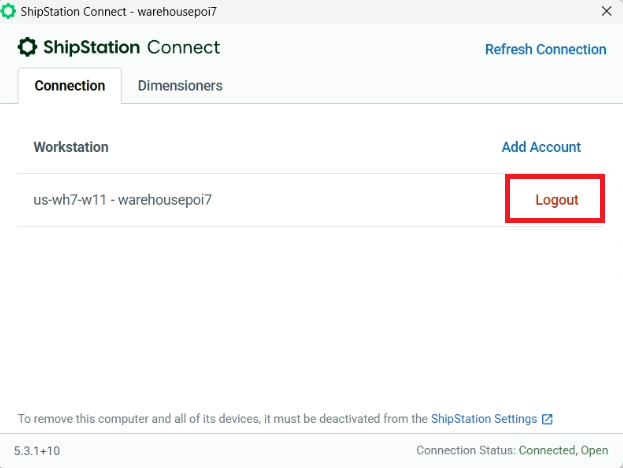 ShipStation Connect - warehousepoi7
ShipStation Connect
Refresh Connection
Connection
Dimensioners
Workstation
Add Account
us-wh7-w11 - warehousepoi7
Logout
To remove this computer and all of its devices, it must be deactivated from the ShipStation Settings
5.3.1+10
Connection Status: Connected, Open